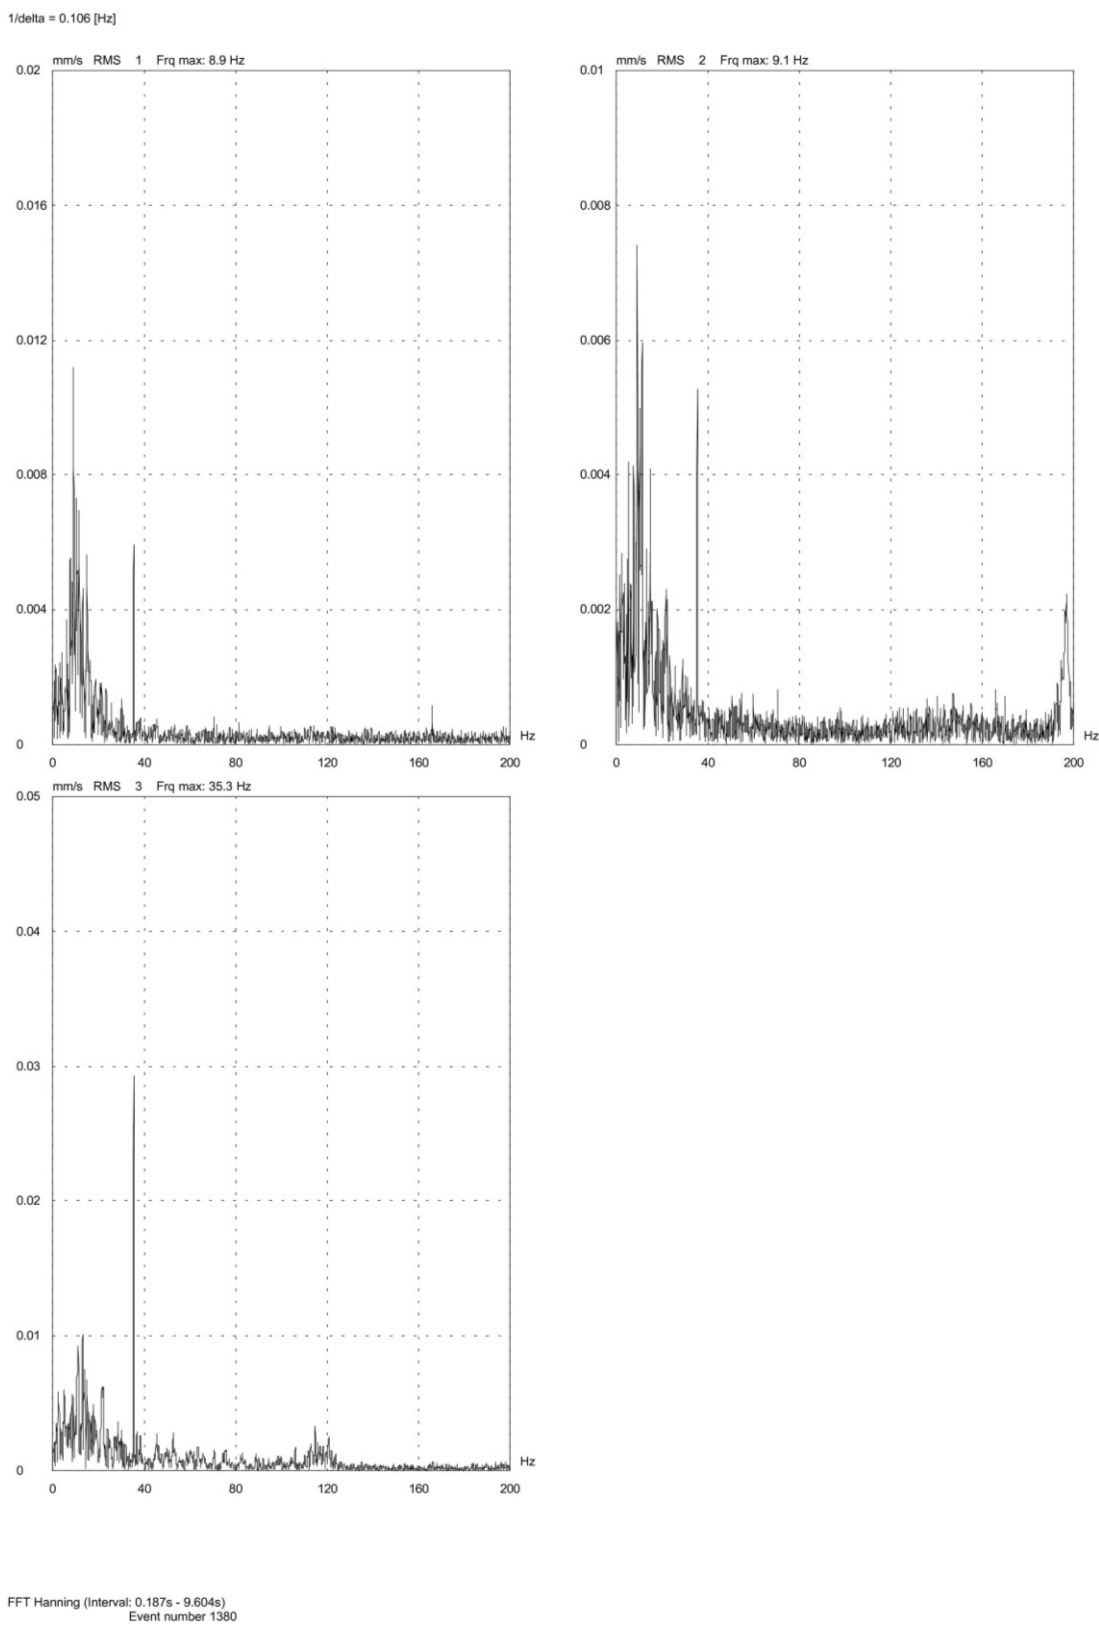 1/delta = 0.106 [Hz]
mm/s RMS 1 Frq max: 8.9 Hz
0.02
0.016
0.012
0.008
0.004
0
0 40 80 120 160 200
Hz
mm/s RMS 2 Frq max: 9.1 Hz
0.01
0.008
0.006
0.004
0.002
0
0 40 80 120 160 200
Hz
mm/s RMS 3 Frq max: 35.3 Hz
0.05
0.04
0.03
0.02
0.01
0
0 40 80 120 160 200
Hz
FFT Hanning (Interval: 0.187s - 9.604s)
Event number 1380